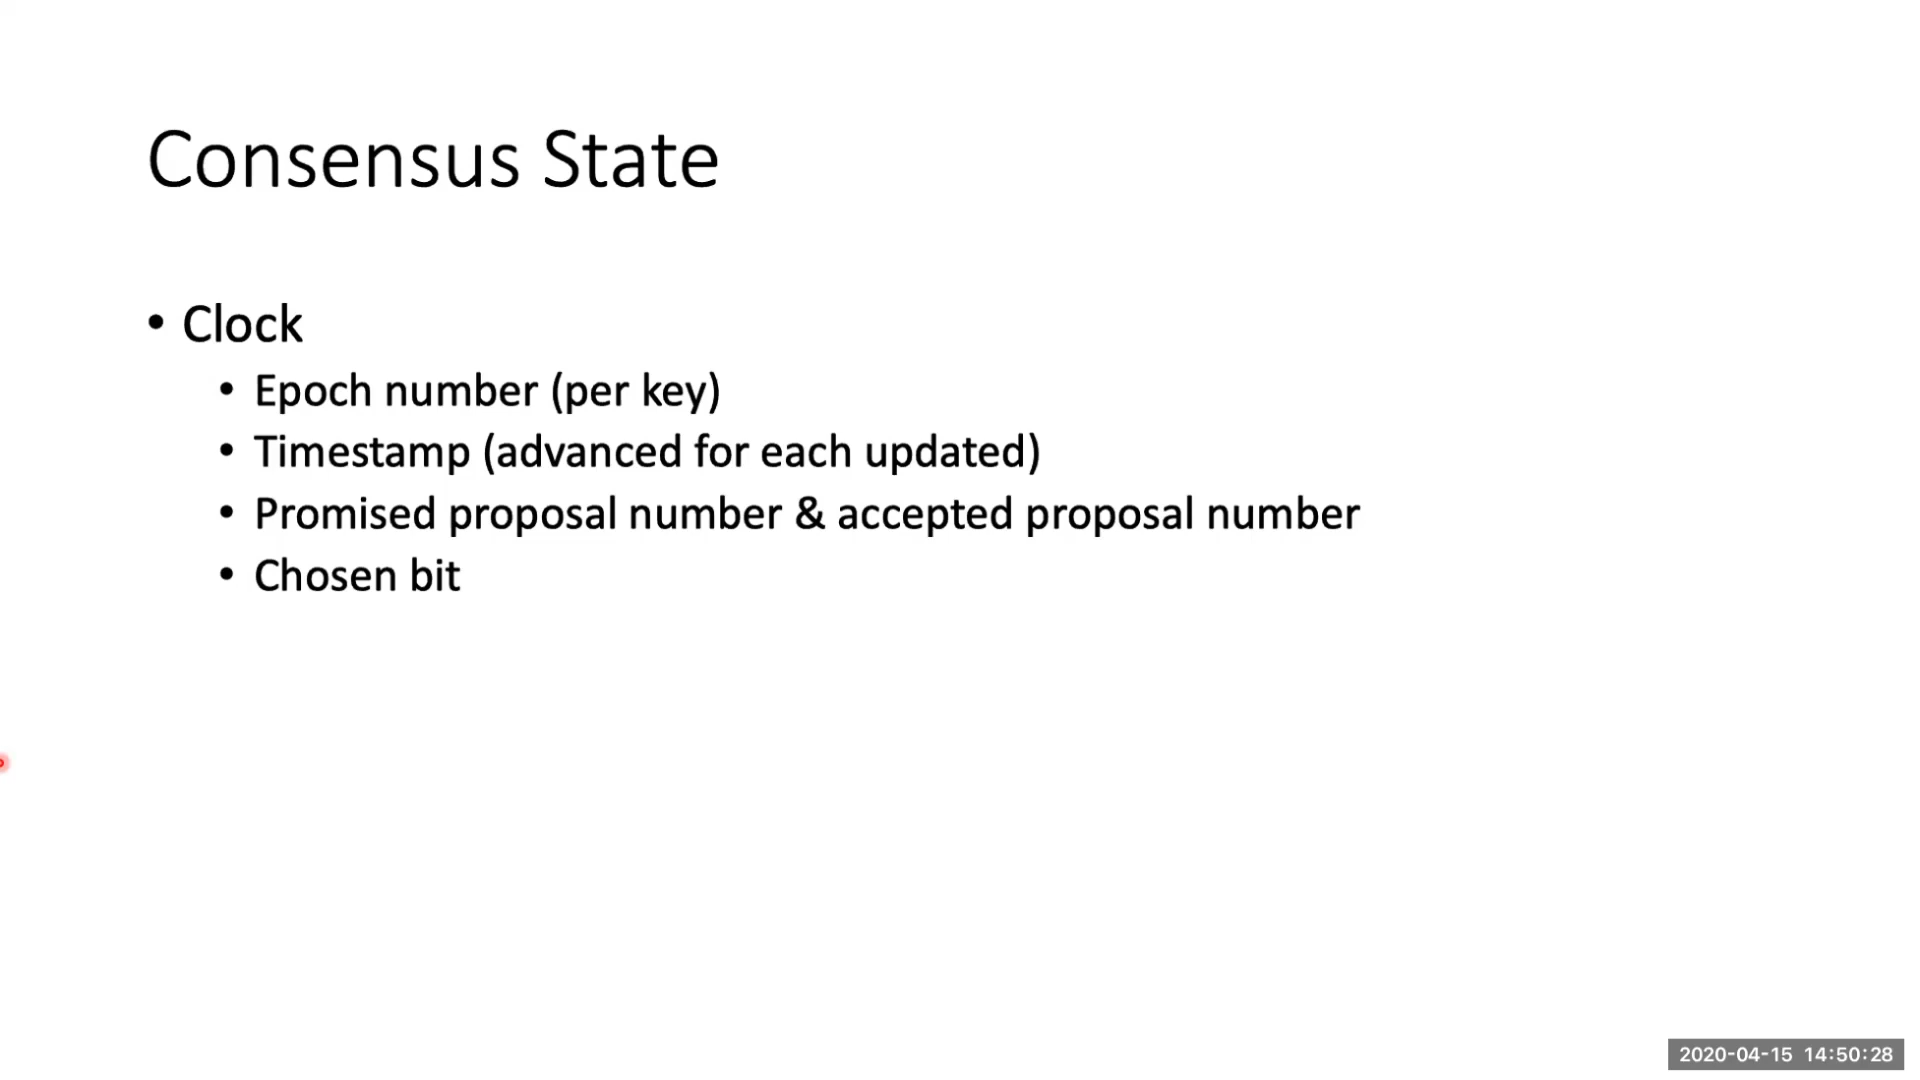 Consensus State
• Clock
• Epoch number (per key)
• Timestamp (advanced for each updated)
• Promised proposal number & accepted proposal number
• Chosen bit
2020-04-15 14:50:28